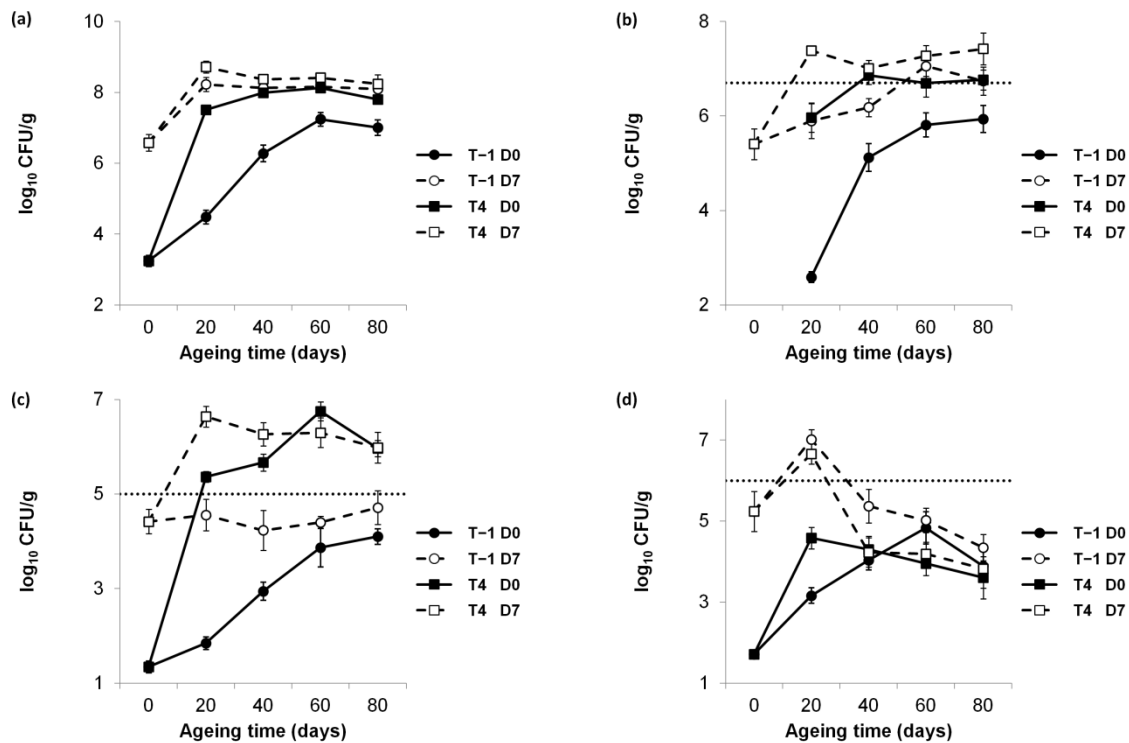 (a)
10
8
6
4
2
log10 CFU/g
0 20 40 60 80
Ageing time (days)
T−1 D0
T−1 D7
T4 D0
T4 D7
(b)
8
6
4
2
log10 CFU/g
0 20 40 60 80
Ageing time (days)
T−1 D0
T−1 D7
T4 D0
T4 D7
(c)
7
5
3
1
log10 CFU/g
0 20 40 60 80
Ageing time (days)
T−1 D0
T−1 D7
T4 D0
T4 D7
(d)
7
5
3
1
log10 CFU/g
0 20 40 60 80
Ageing time (days)
T−1 D0
T−1 D7
T4 D0
T4 D7